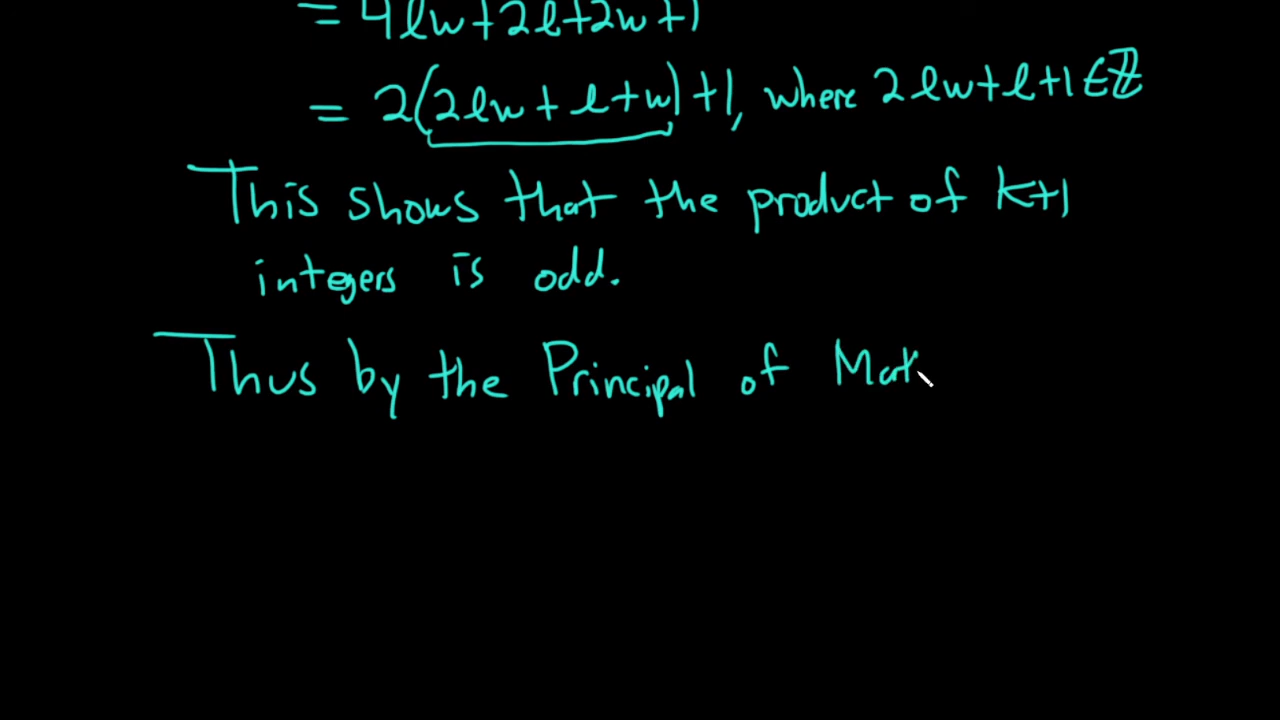 = 4lw+2l+2w+1
= 2(2lw+l+w)+1, where 2lw+l+1∈ℤ
This shows that the product of k+1
integers is odd.
Thus by the Principal of Mat